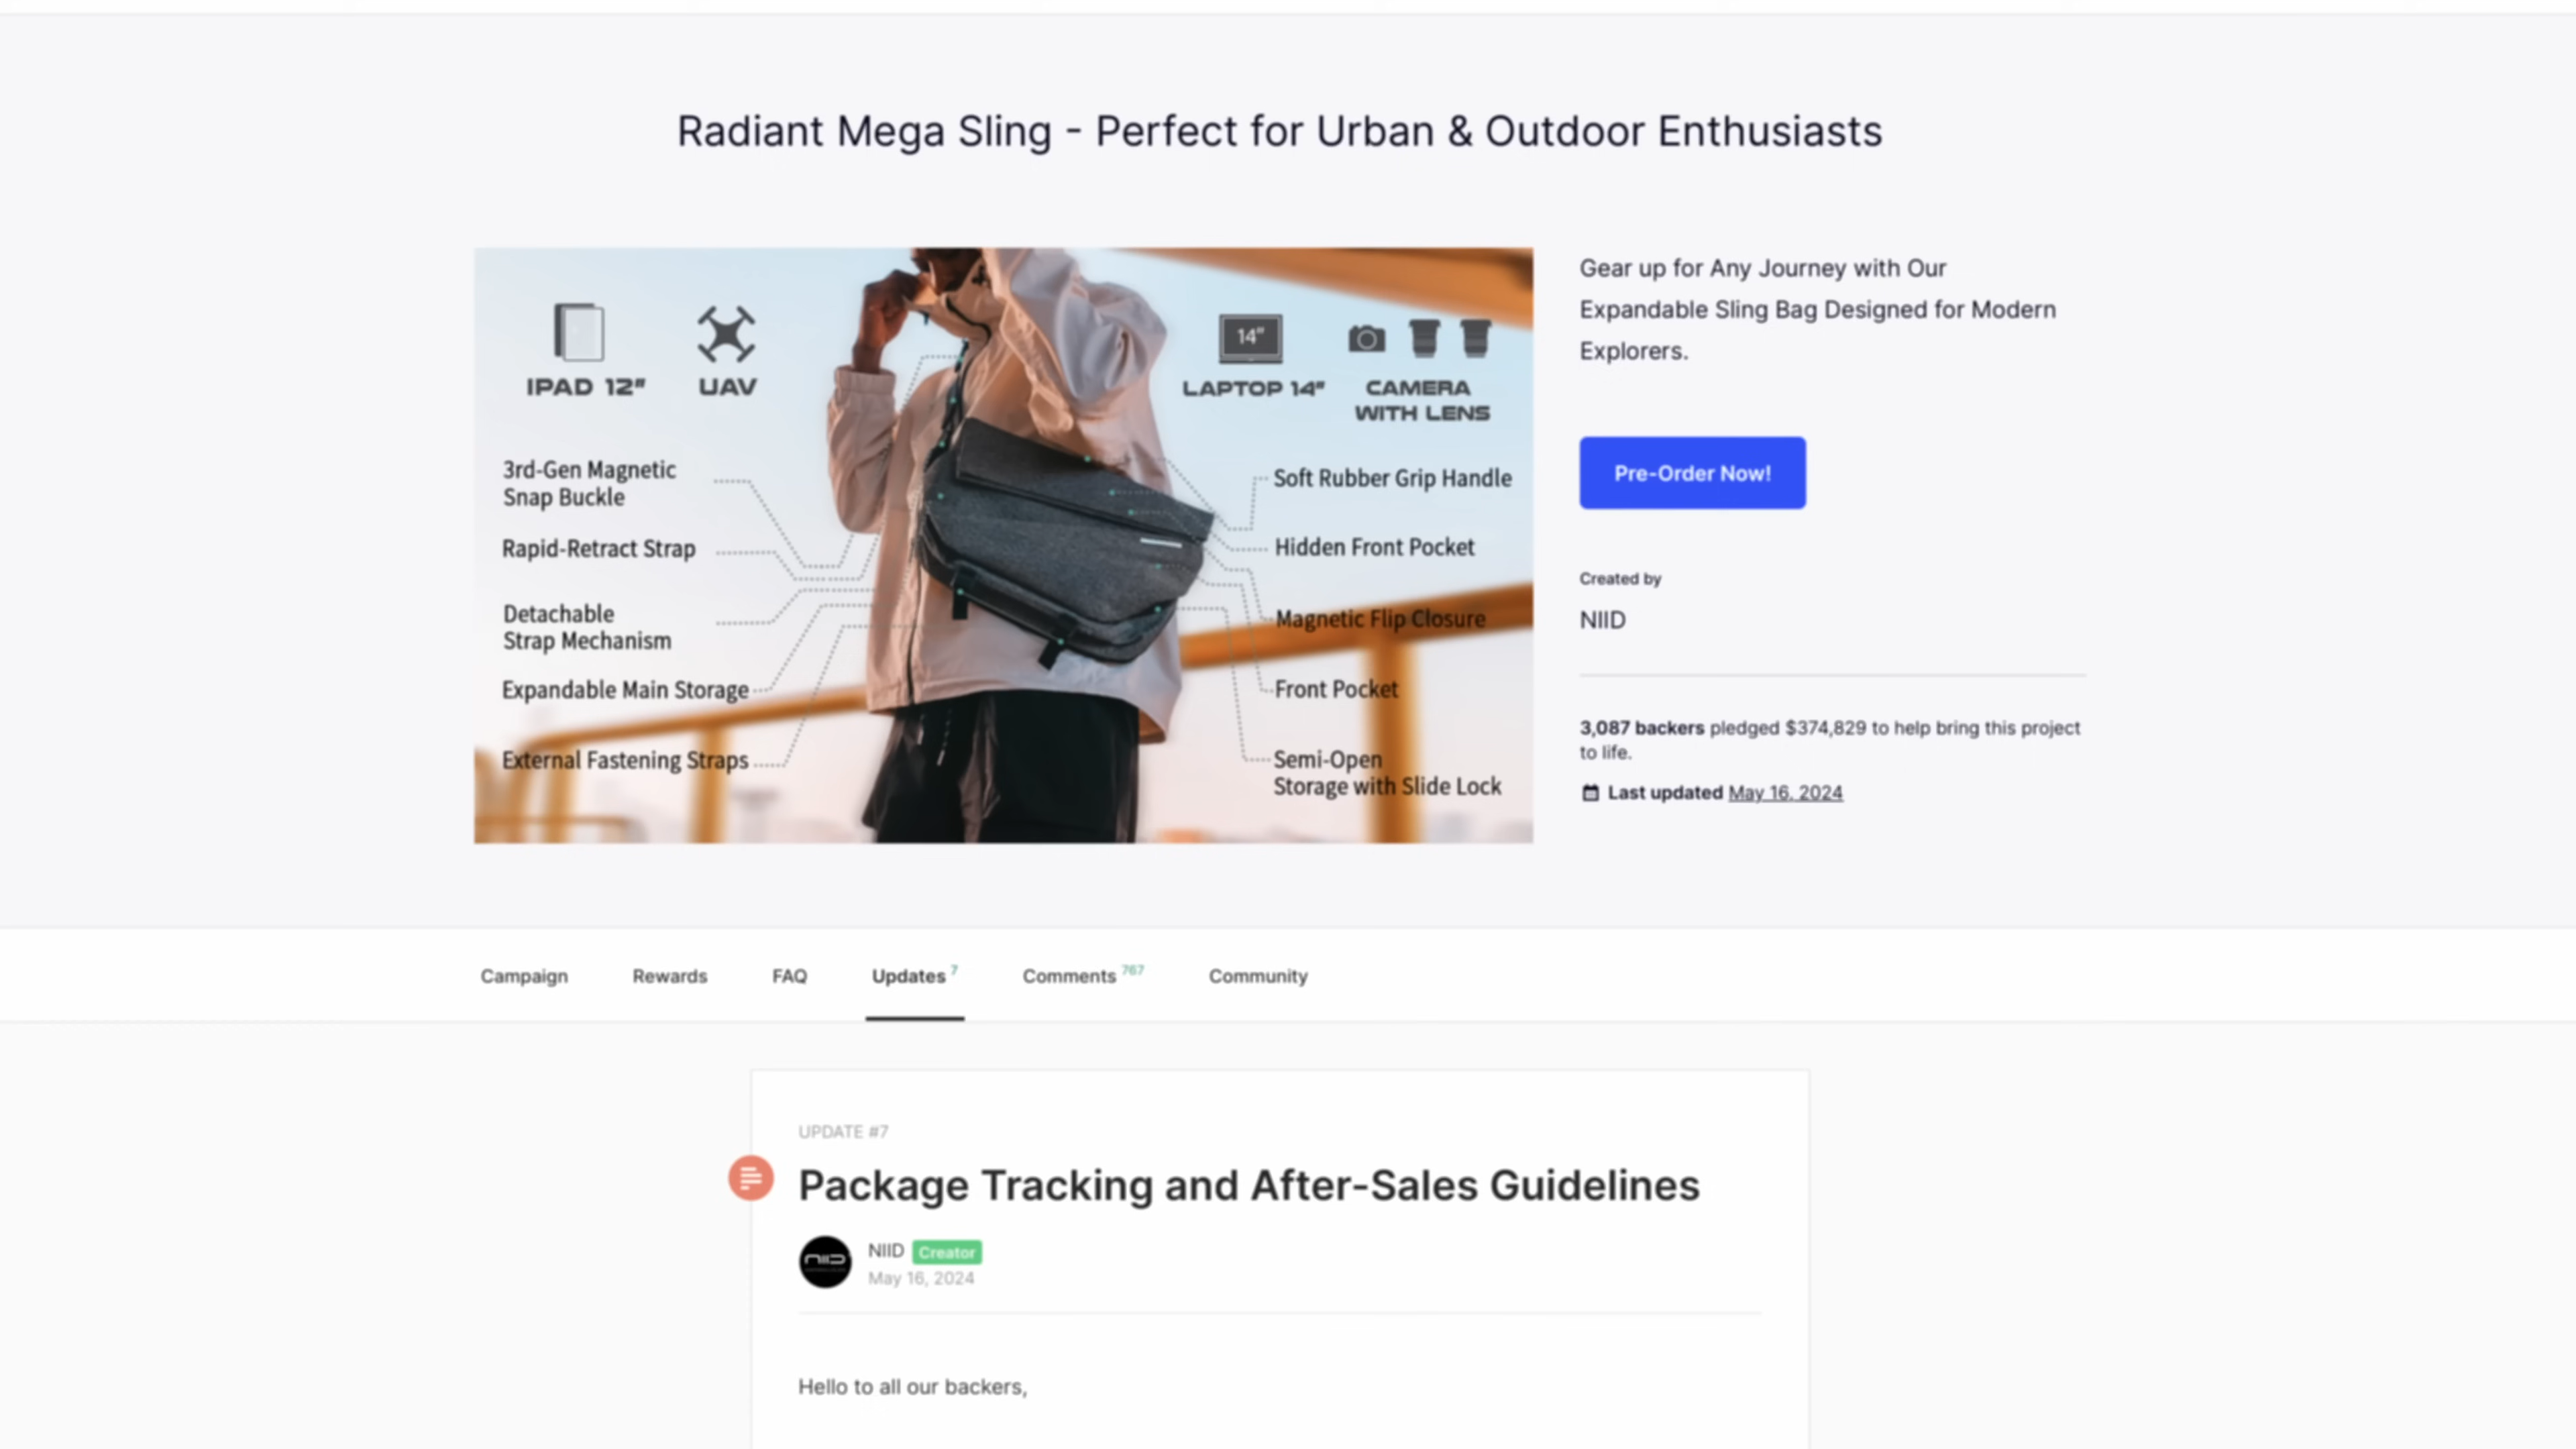 Radiant Mega Sling - Perfect for Urban & Outdoor Enthusiasts
IPAD 12"
UAV
14"
LAPTOP 14"
CAMERA
WITH LENS
3rd-Gen Magnetic
Snap Buckle
Rapid-Retract Strap
Detachable
Strap Mechanism
Expandable Main Storage
External Fastening Straps
Soft Rubber Grip Handle
Hidden Front Pocket
Magnetic Flip Closure
Front Pocket
Semi-Open
Storage with Slide Lock
Gear up for Any Journey with Our
Expandable Sling Bag Designed for Modern
Explorers.
Pre-Order Now!
Created by
NIID
3,087 backers pledged $374,829 to help bring this project
to life.
Last updated May 16, 2024
Campaign Rewards FAQ Updates 7 Comments 767 Community
UPDATE #7
Package Tracking and After-Sales Guidelines
NIID
NIID Creator
May 16, 2024
Hello to all our backers,